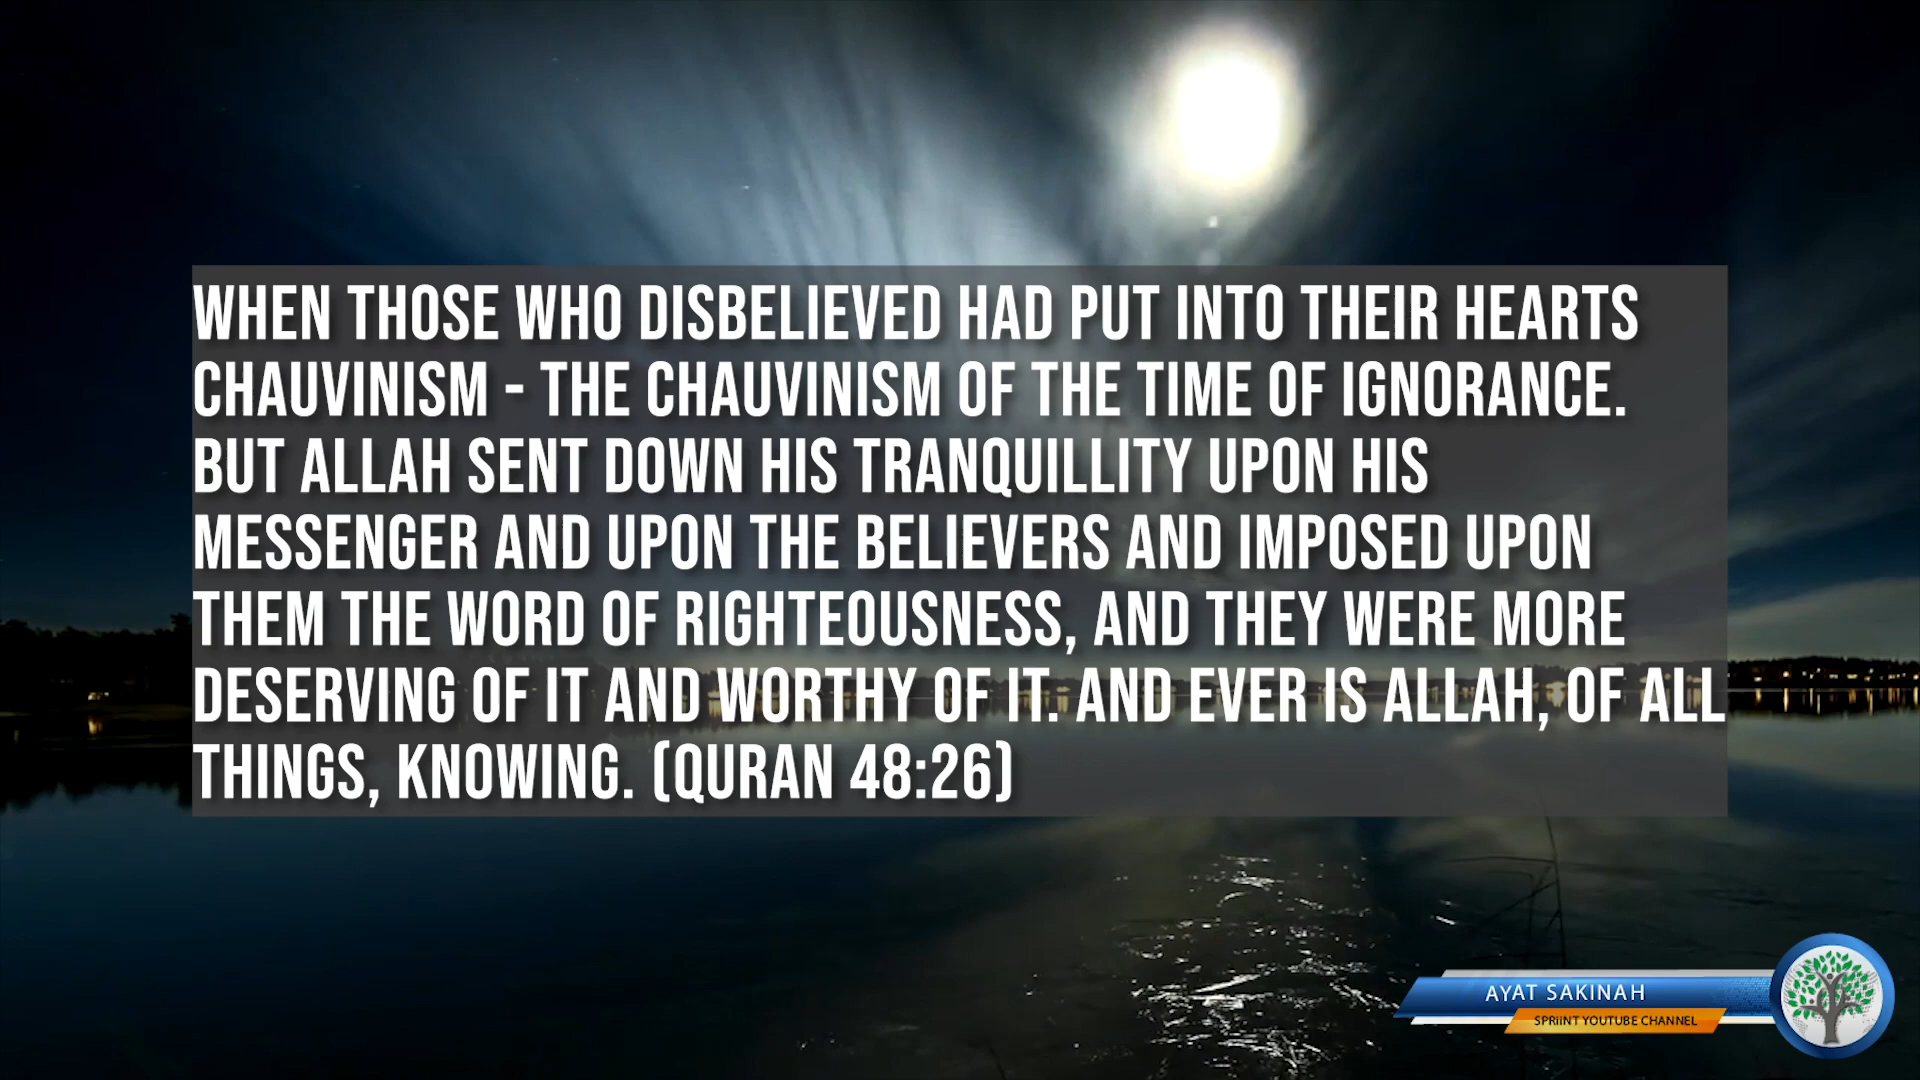 WHEN THOSE WHO DISBELIEVED HAD PUT INTO THEIR HEARTS
CHAUVINISM - THE CHAUVINISM OF THE TIME OF IGNORANCE.
BUT ALLAH SENT DOWN HIS TRANQUILLITY UPON HIS
MESSENGER AND UPON THE BELIEVERS AND IMPOSED UPON
THEM THE WORD OF RIGHTEOUSNESS, AND THEY WERE MORE
DESERVING OF IT AND WORTHY OF IT. AND EVER IS ALLAH, OF ALL
THINGS, KNOWING. (QURAN 48:26)
AYAT SAKINAH
SPRiiNT YOUTUBE CHANNEL